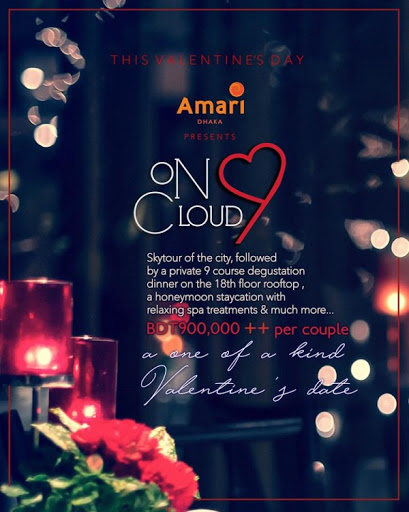 THIS VALENTINE'S DAY
Amari
DHAKA
PRESENTS
ON
CLOUD 9
Skytour of the city, followed
by a private 9 course degustation
dinner on the 18th floor rooftop ,
a honeymoon staycation with
relaxing spa treatments & much more...
BDT900,000 ++ per couple
a one of a kind
Valentine's date